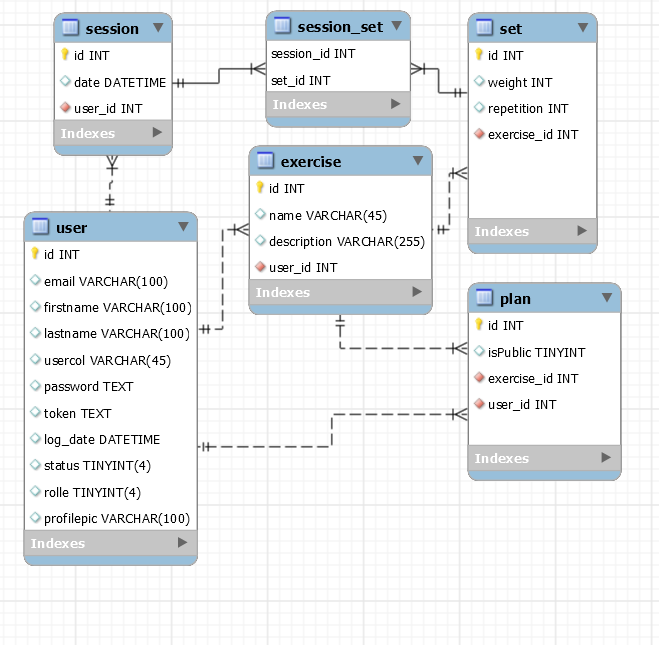 session
id INT
date DATETIME
user_id INT
Indexes
session_set
session_id INT
set_id INT
Indexes
set
id INT
weight INT
repetition INT
exercise_id INT
Indexes
exercise
id INT
name VARCHAR(45)
description VARCHAR(255)
user_id INT
Indexes
user
id INT
email VARCHAR(100)
firstname VARCHAR(100)
lastname VARCHAR(100)
usercol VARCHAR(45)
password TEXT
token TEXT
log_date DATETIME
status TINYINT(4)
rolle TINYINT(4)
profilepic VARCHAR(100)
Indexes
plan
id INT
isPublic TINYINT
exercise_id INT
user_id INT
Indexes